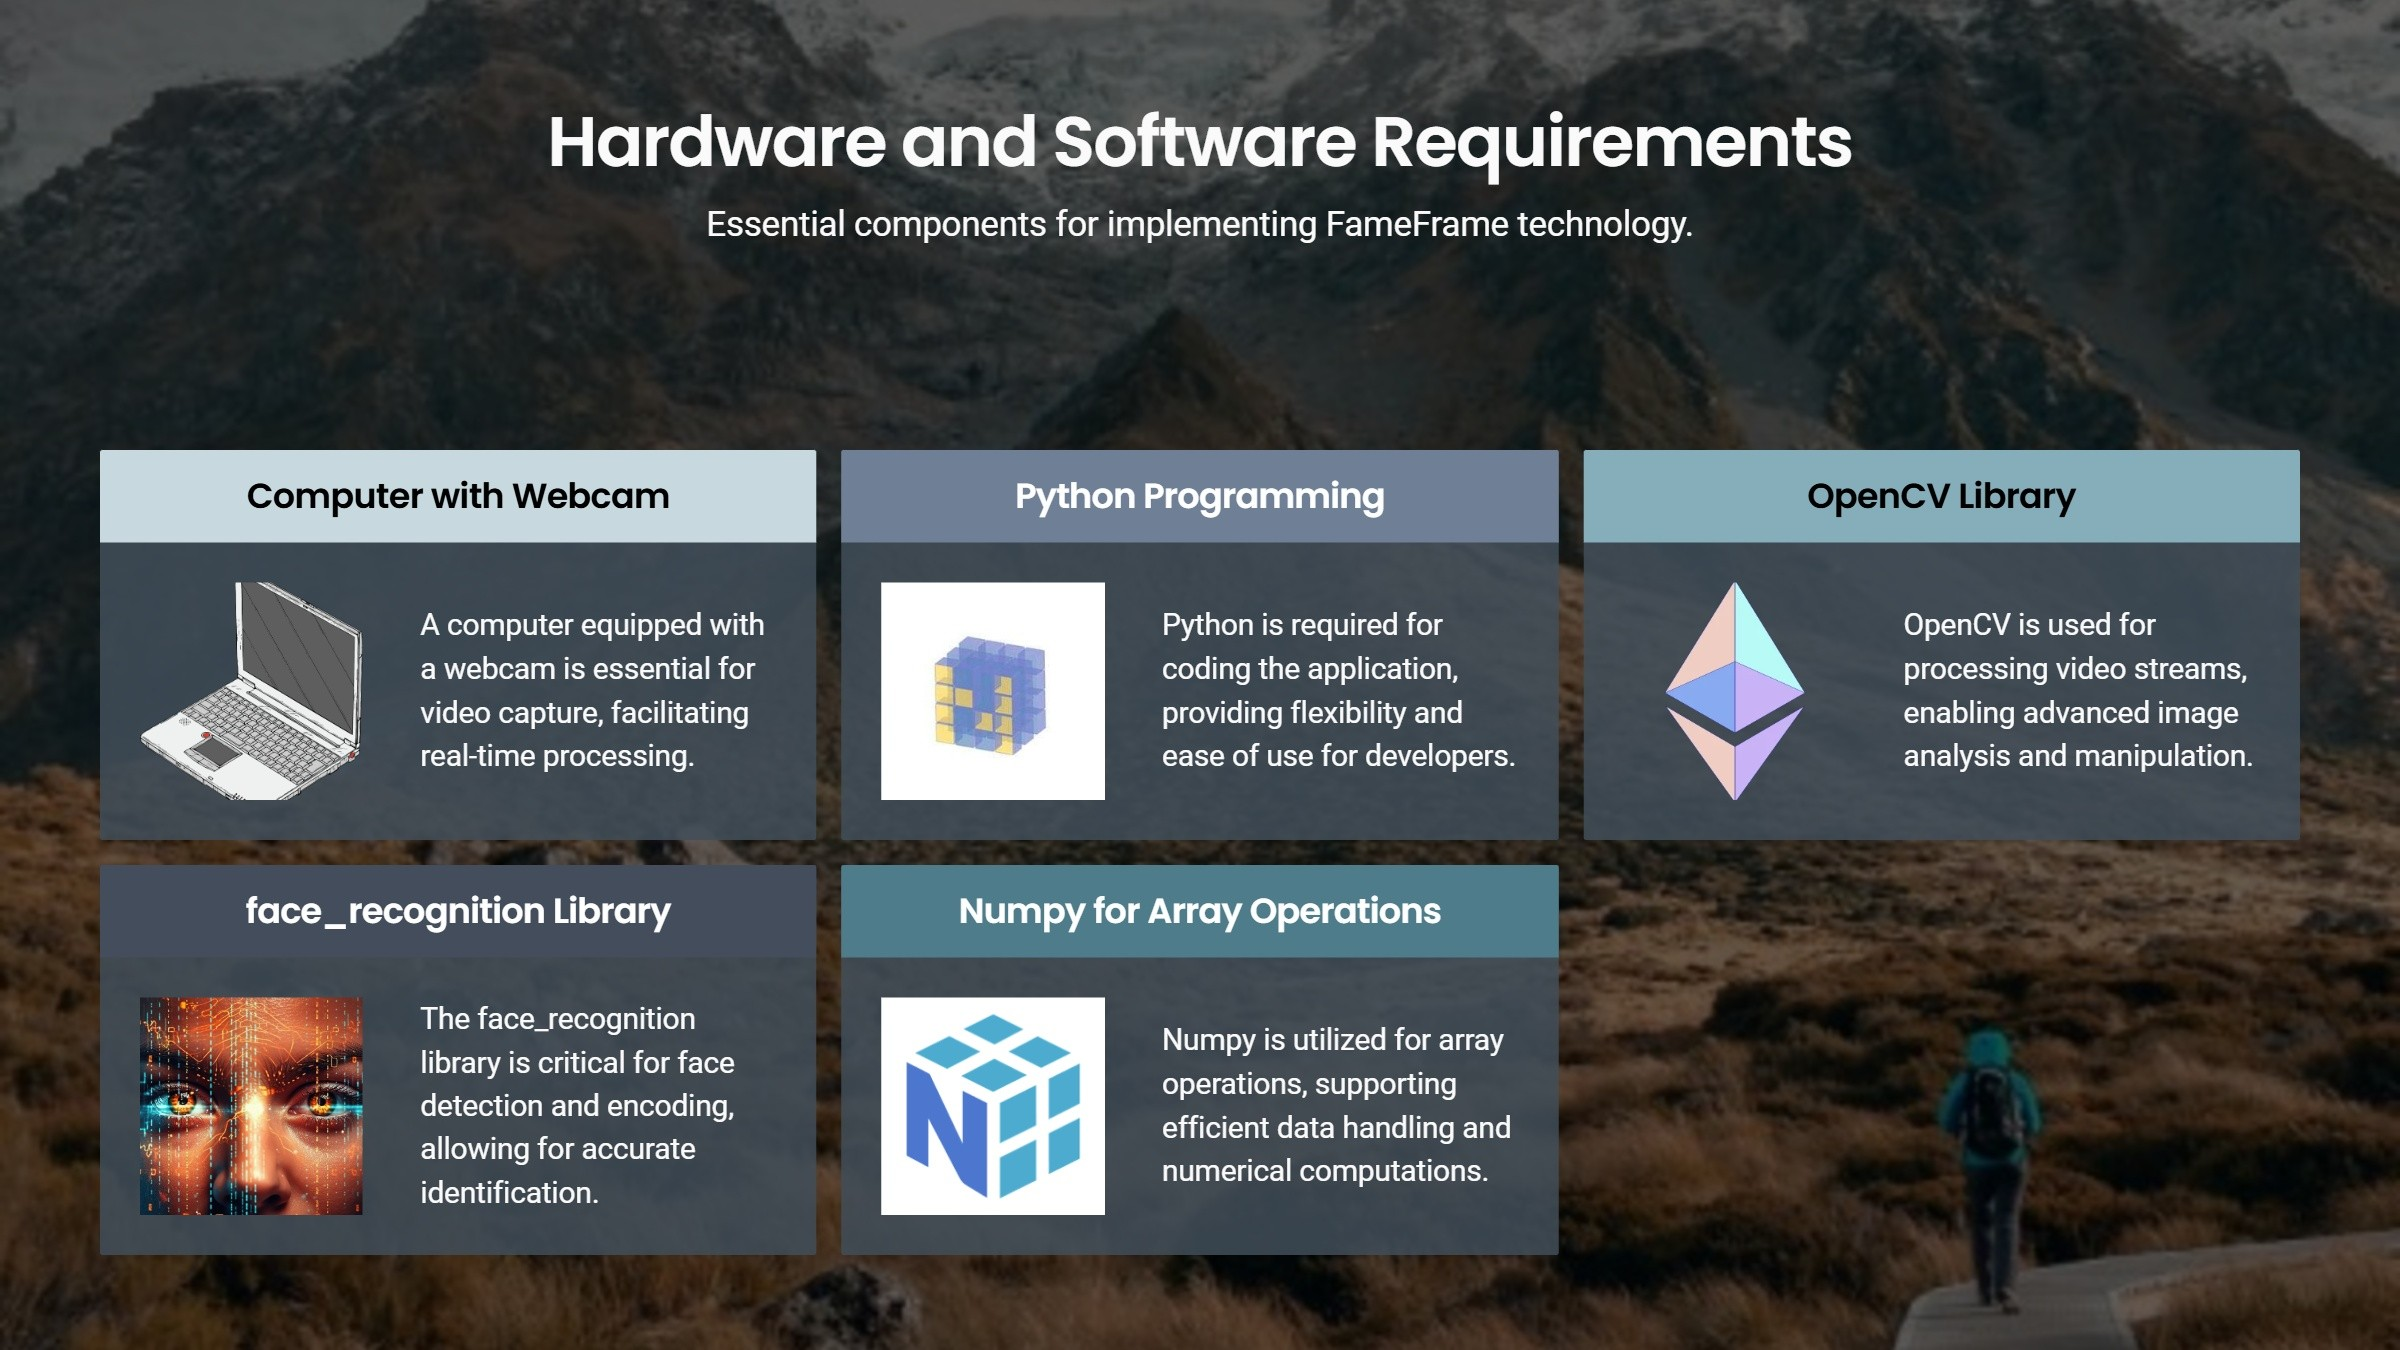 Hardware and Software Requirements
Essential components for implementing FameFrame technology.
Computer with Webcam
A computer equipped with
a webcam is essential for
video capture, facilitating
real-time processing.
Python Programming
Python is required for
coding the application,
providing flexibility and
ease of use for developers.
OpenCV Library
OpenCV is used for
processing video streams,
enabling advanced image
analysis and manipulation.
face_recognition Library
The face_recognition
library is critical for face
detection and encoding,
allowing for accurate
identification.
Numpy for Array Operations
N
Numpy is utilized for array
operations, supporting
efficient data handling and
numerical computations.